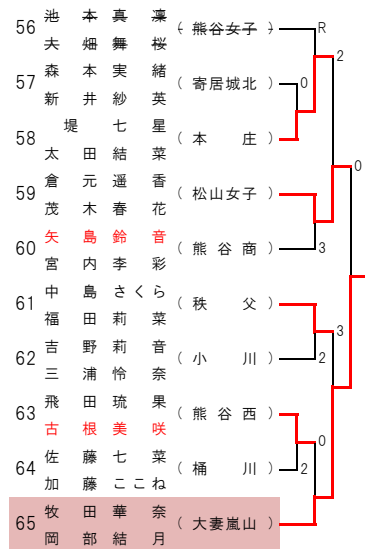 池本真凜
56 (熊谷女子) R
大畑舞桜
2
森本実緒
57 (寄居城北) 0
新井紗英
堤七星
58 (本庄)
太田結菜
0
倉元遥香
59 (松山女子)
茂木春花
矢島鈴音
60 (熊谷商) 3
宮内李彩
中島さくら
61 (秩父)
福田莉菜
3
吉野莉音
62 (小川) 2
三浦怜奈
飛田琉果
63 (熊谷西)
古根美咲
0
佐藤七菜
64 (桶川) 2
加藤ここね
牧田華奈
65 (大妻嵐山)
岡部結月